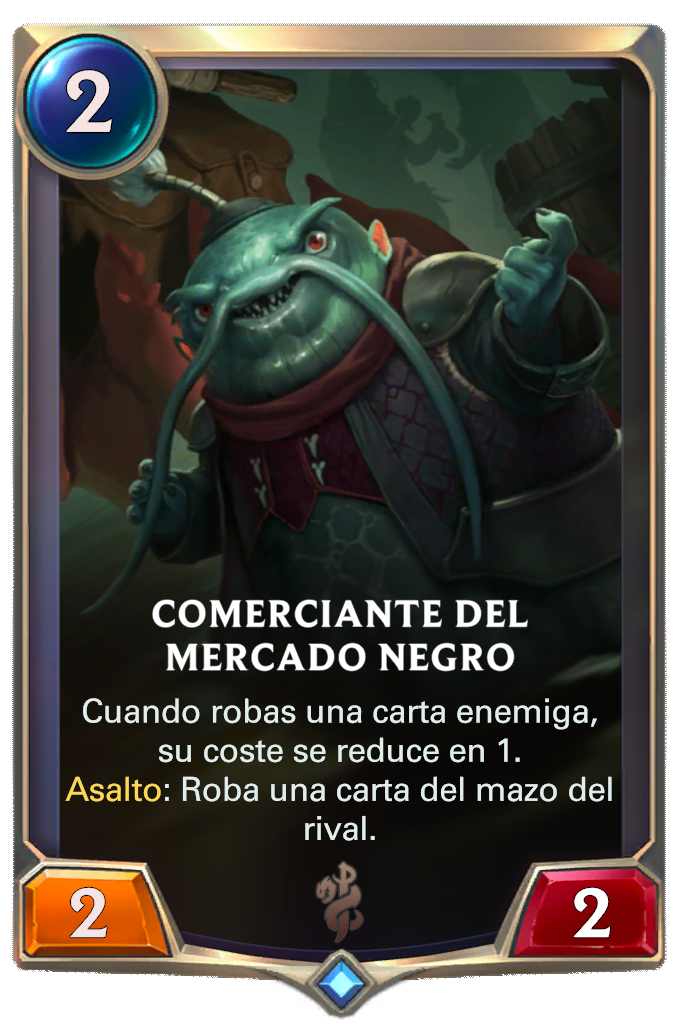 2
COMERCIANTE DEL
MERCADO NEGRO
Cuando robas una carta enemiga,
su coste se reduce en 1.
Asalto: Roba una carta del mazo del
rival.
2
2